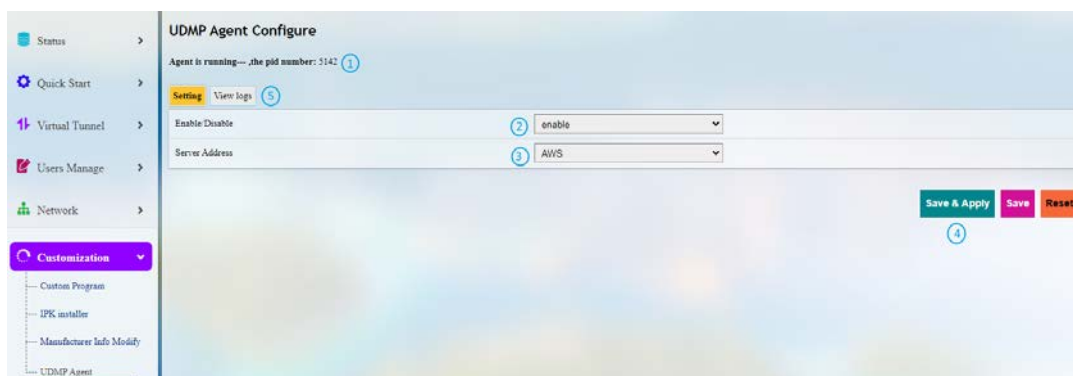 UDMP Agent Configure
Agent is running--- ,the pid number: 5142 1
Setting View logs 5
Enable/Disable 2 enable
Server Address 3 AWS
Save & Apply Save Reset
4
Status
Quick Start
Virtual Tunnel
Users Manage
Network
Customization
Custom Program
IPK installer
Manufacturer Info Modify
UDMP Agent